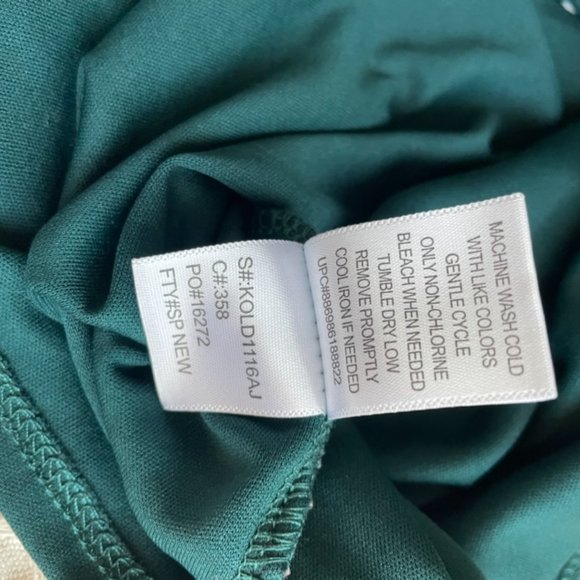 S#:KOLD1116AJ
C#:358
PO#16272
FTY#SP NEW
MACHINE WASH COLD
WITH LIKE COLORS
GENTLE CYCLE
ONLY NON-CHLORINE
BLEACH WHEN NEEDED
TUMBLE DRY LOW
REMOVE PROMPTLY
COOL IRON IF NEEDED
UPC#886986188822